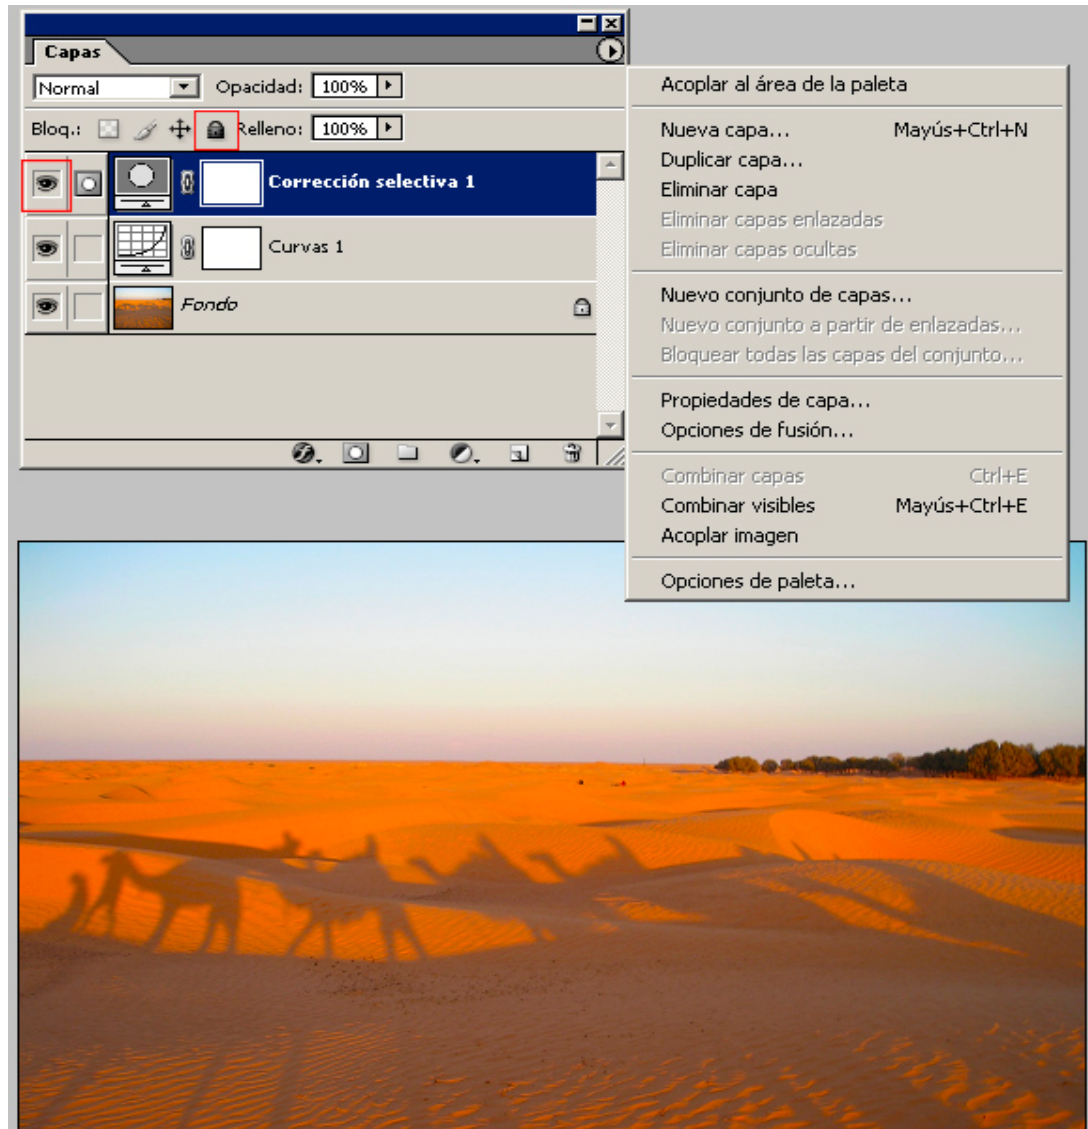 Capas
Normal Opacidad: 100%
Bloq.: Relleno: 100%
Corrección selectiva 1
Curvas 1
Fondo
Acoplar al área de la paleta
Nueva capa... Mayús+Ctrl+N
Duplicar capa...
Eliminar capa
Eliminar capas enlazadas
Eliminar capas ocultas
Nuevo conjunto de capas...
Nuevo conjunto a partir de enlazadas...
Bloquear todas las capas del conjunto...
Propiedades de capa...
Opciones de fusión...
Combinar capas Ctrl+E
Combinar visibles Mayús+Ctrl+E
Acoplar imagen
Opciones de paleta...